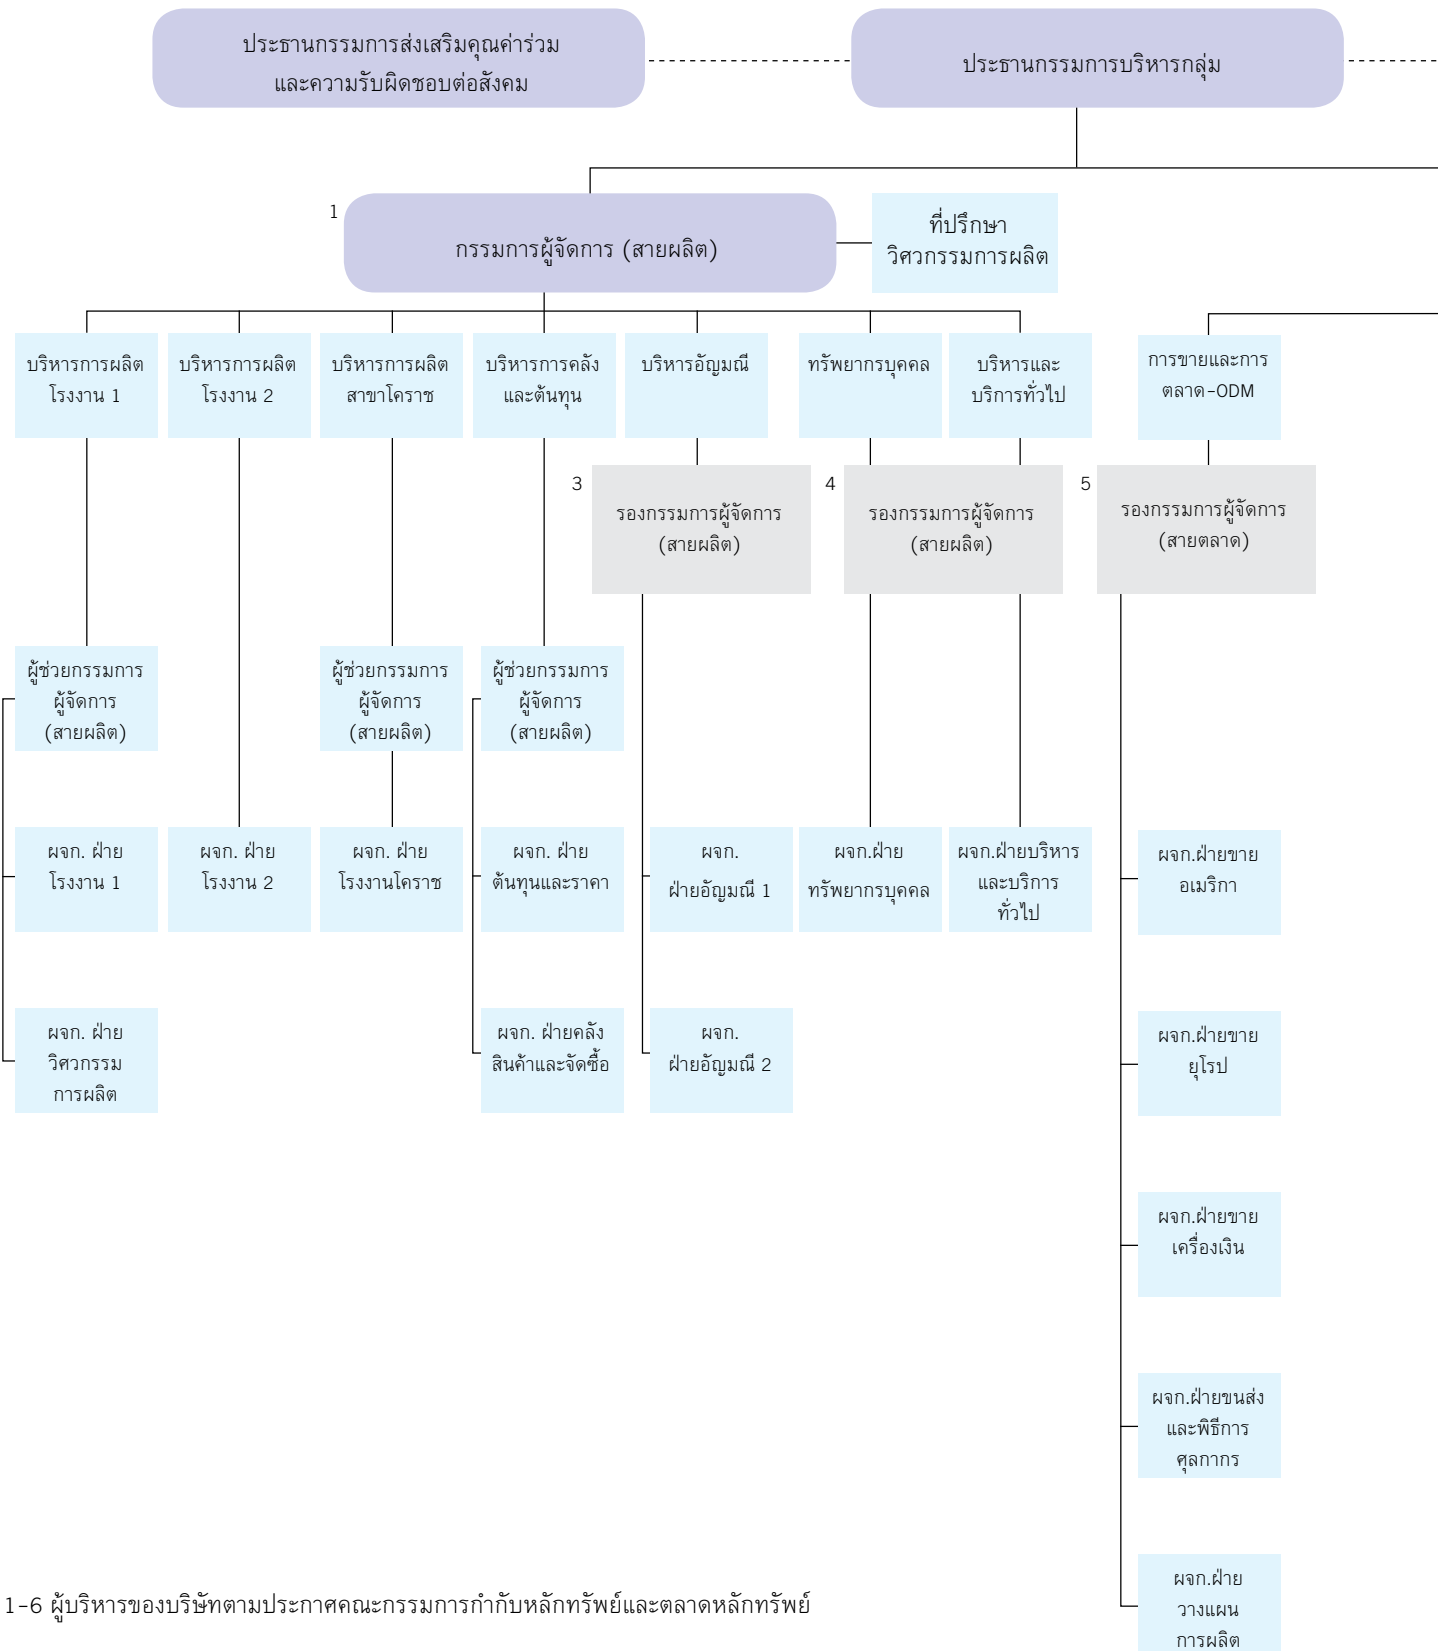 ประธานกรรมการส่งเสริมคุณค่าร่วม
และความรับผิดชอบต่อสังคม
ประธานกรรมการบริหารกลุ่ม
1
กรรมการผู้จัดการ (สายผลิต)
ที่ปรึกษา
วิศวกรรมการผลิต
บริหารการผลิต
โรงงาน 1
บริหารการผลิต
โรงงาน 2
บริหารการผลิต
สาขาโคราช
บริหารการคลัง
และต้นทุน
บริหารอัญมณี
ทรัพยากรบุคคล
บริหารและ
บริการทั่วไป
การขายและการ
ตลาด-ODM
3
รองกรรมการผู้จัดการ
(สายผลิต)
4
รองกรรมการผู้จัดการ
(สายผลิต)
5
รองกรรมการผู้จัดการ
(สายตลาด)
ผู้ช่วยกรรมการ
ผู้จัดการ
(สายผลิต)
ผู้ช่วยกรรมการ
ผู้จัดการ
(สายผลิต)
ผู้ช่วยกรรมการ
ผู้จัดการ
(สายผลิต)
ผจก. ฝ่าย
โรงงาน 1
ผจก. ฝ่าย
โรงงาน 2
ผจก. ฝ่าย
โรงงานโคราช
ผจก. ฝ่าย
ต้นทุนและราคา
ผจก.
ฝ่ายอัญมณี 1
ผจก.ฝ่าย
ทรัพยากรบุคคล
ผจก.ฝ่ายบริหาร
และบริการ
ทั่วไป
ผจก.ฝ่ายขาย
อเมริกา
ผจก. ฝ่าย
วิศวกรรม
การผลิต
ผจก. ฝ่ายคลัง
สินค้าและจัดซื้อ
ผจก.
ฝ่ายอัญมณี 2
ผจก.ฝ่ายขาย
ยุโรป
ผจก.ฝ่ายขาย
เครื่องเงิน
ผจก.ฝ่ายขนส่ง
และพิธีการ
ศุลกากร
ผจก.ฝ่าย
วางแผน
การผลิต
1-6 ผู้บริหารของบริษัทตามประกาศคณะกรรมการกำกับหลักทรัพย์และตลาดหลักทรัพย์